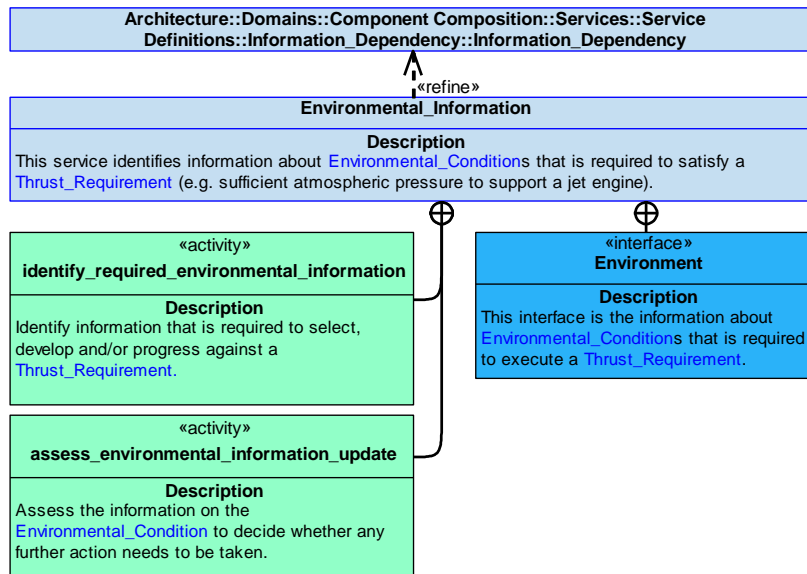 Architecture::Domains::Component Composition::Services::Service
Definitions::Information_Dependency::Information_Dependency
«refine»
Environmental_Information
Description
This service identifies information about Environmental_Conditions that is required to satisfy a
Thrust_Requirement (e.g. sufficient atmospheric pressure to support a jet engine).
«activity»
identify_required_environmental_information
Description
Identify information that is required to select,
develop and/or progress against a
Thrust_Requirement.
«interface»
Environment
Description
This interface is the information about
Environmental_Conditions that is required
to execute a Thrust_Requirement.
«activity»
assess_environmental_information_update
Description
Assess the information on the
Environmental_Condition to decide whether any
further action needs to be taken.